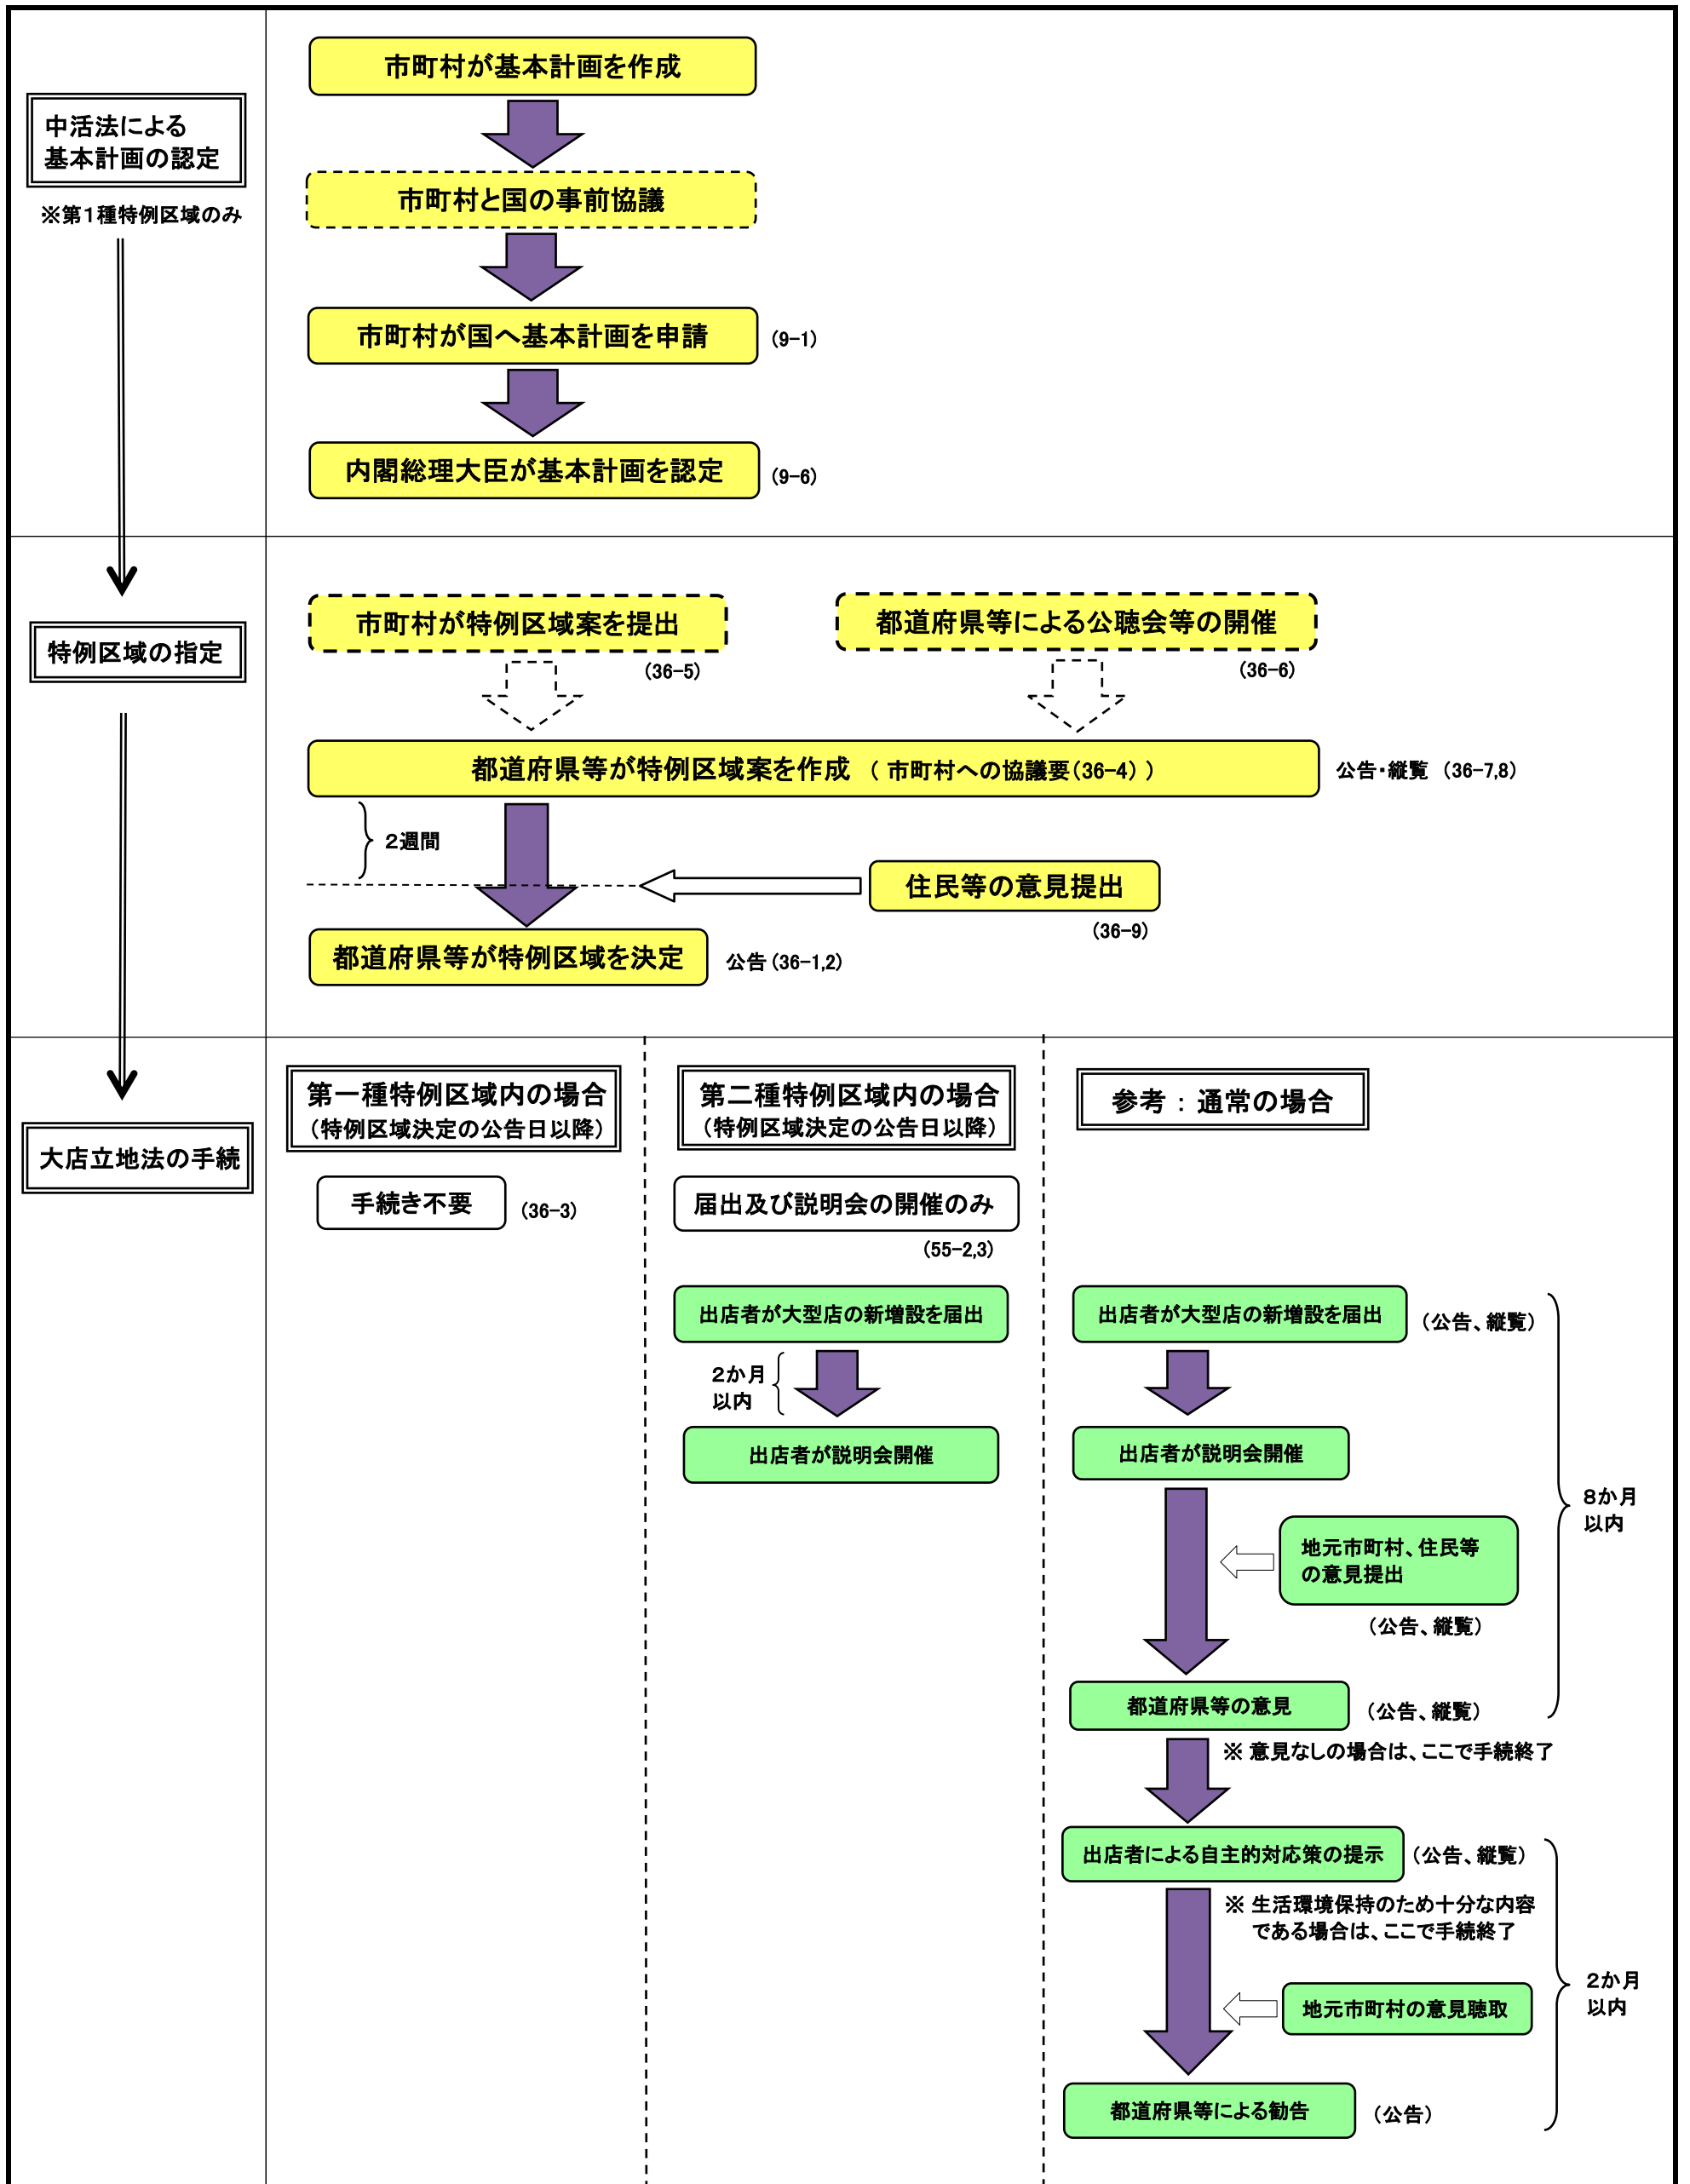 中活法による
基本計画の認定
※第１種特例区域のみ
市町村が基本計画を作成
市町村と国の事前協議
市町村が国へ基本計画を申請
(9-1)
内閣総理大臣が基本計画を認定
(9-6)
特例区域の指定
市町村が特例区域案を提出
(36-5)
都道府県等による公聴会等の開催
(36-6)
都道府県等が特例区域案を作成 （ 市町村への協議要(36-4) ）
公告・縦覧 （36-7,8）
２週間
住民等の意見提出
(36-9)
都道府県等が特例区域を決定
公告 (36-1,2)
大店立地法の手続
第一種特例区域内の場合
（特例区域決定の公告日以降）
手続き不要
(36-3)
第二種特例区域内の場合
（特例区域決定の公告日以降）
届出及び説明会の開催のみ
(55-2,3)
出店者が大型店の新増設を届出
２か月
以内
出店者が説明会開催
参考 ： 通常の場合
出店者が大型店の新増設を届出
（公告、縦覧）
出店者が説明会開催
８か月
以内
地元市町村、住民等
の意見提出
（公告、縦覧）
都道府県等の意見
（公告、縦覧）
※ 意見なしの場合は、ここで手続終了
出店者による自主的対応策の提示
（公告、縦覧）
※ 生活環境保持のため十分な内容
である場合は、ここで手続終了
２か月
以内
地元市町村の意見聴取
都道府県等による勧告
（公告）